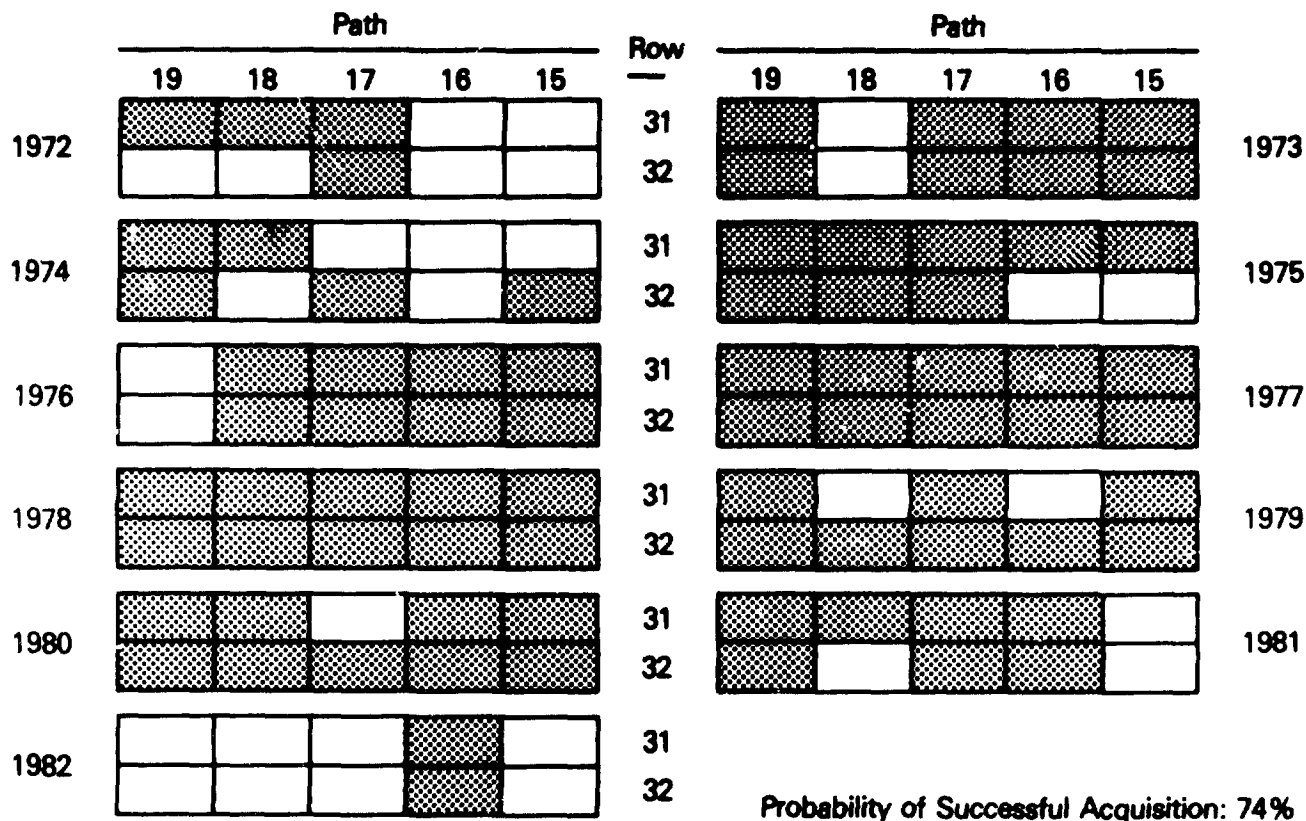 Path Row Path
19 18 17 16 15 19 18 17 16 15
1972 31 1973
32
1974 31 1975
32
1976 31 1977
32
1978 31 1979
32
1980 31 1981
32
1982 31
32
Probability of Successful Acquisition: 74%